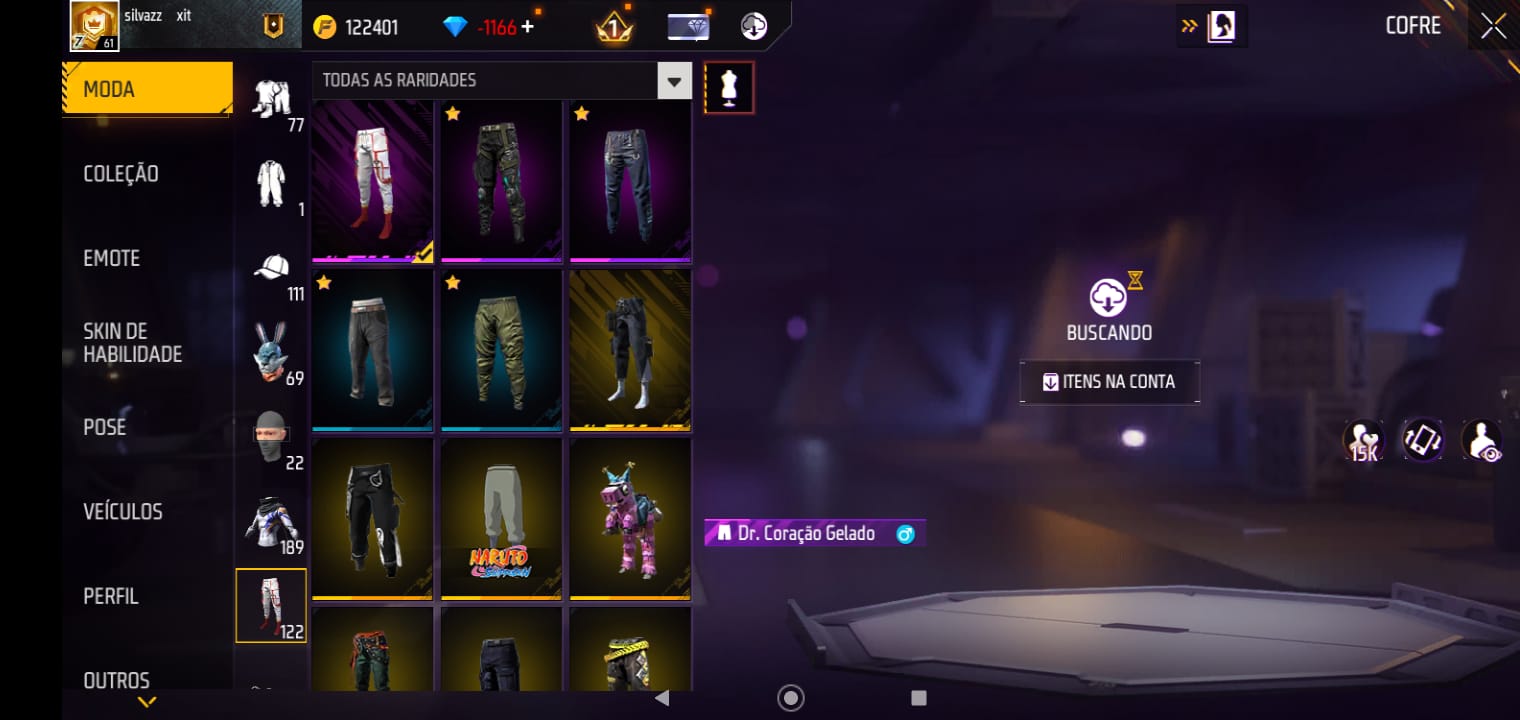 silvazz xit
Z 61
122401
-1166 +
1
COFRE
MODA
COLEÇÃO
EMOTE
SKIN DE
HABILIDADE
POSE
VEÍCULOS
PERFIL
OUTROS
77
1
111
69
22
189
122
TODAS AS RARIDADES
NARUTO
BUSCANDO
ITENS NA CONTA
15K
Dr. Coração Gelado